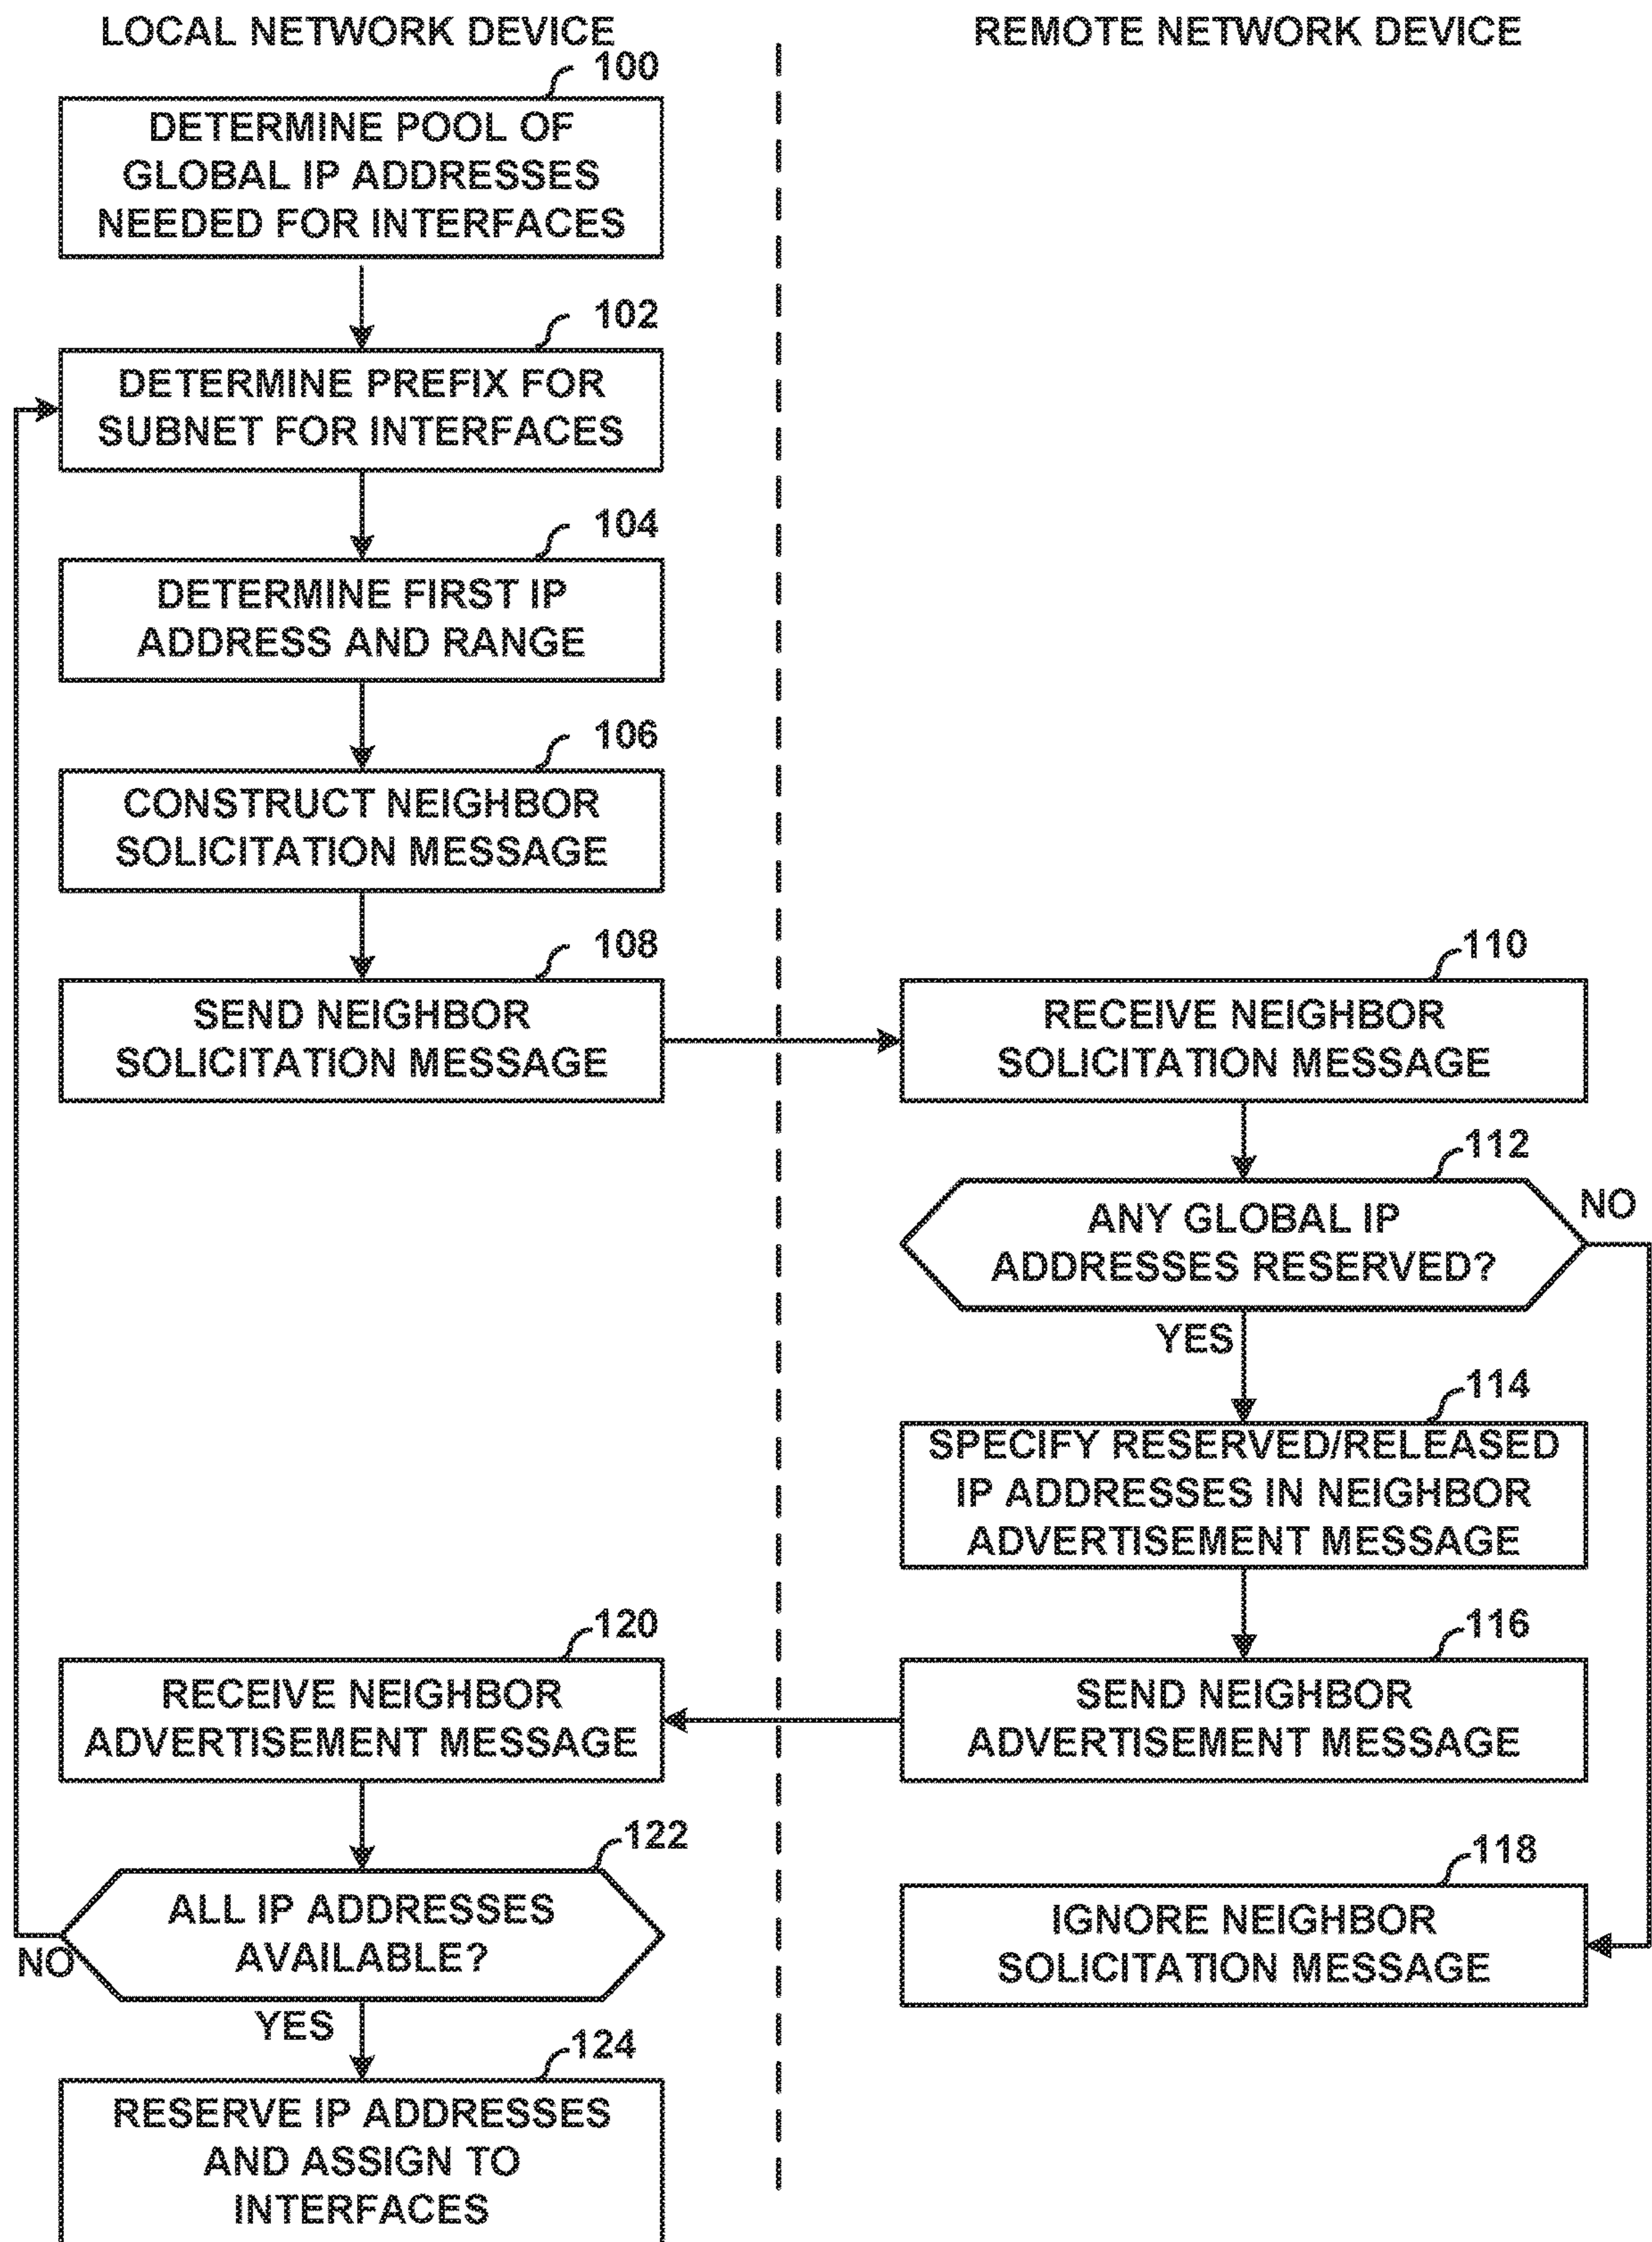 LOCAL NETWORK DEVICE
REMOTE NETWORK DEVICE
100
DETERMINE POOL OF
GLOBAL IP ADDRESSES
NEEDED FOR INTERFACES
102
DETERMINE PREFIX FOR
SUBNET FOR INTERFACES
104
DETERMINE FIRST IP
ADDRESS AND RANGE
106
CONSTRUCT NEIGHBOR
SOLICITATION MESSAGE
108
SEND NEIGHBOR
SOLICITATION MESSAGE
110
RECEIVE NEIGHBOR
SOLICITATION MESSAGE
112
ANY GLOBAL IP
ADDRESSES RESERVED?
NO
YES
114
SPECIFY RESERVED/RELEASED
IP ADDRESSES IN NEIGHBOR
ADVERTISEMENT MESSAGE
116
SEND NEIGHBOR
ADVERTISEMENT MESSAGE
118
IGNORE NEIGHBOR
SOLICITATION MESSAGE
120
RECEIVE NEIGHBOR
ADVERTISEMENT MESSAGE
122
ALL IP ADDRESSES
AVAILABLE?
NO
YES
124
RESERVE IP ADDRESSES
AND ASSIGN TO
INTERFACES